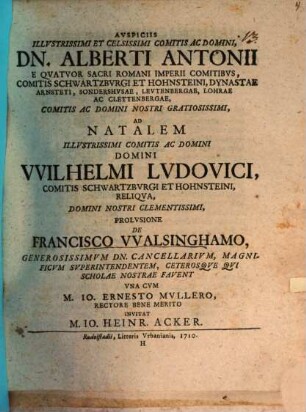 AVSPICIIS
ILLVSTRISSIMI ET CELSISSIMI COMITIS AC DOMINI,
DN. ALBERTI ANTONII
E QVATVOR SACRI ROMANI IMPERII COMITIBVS,
COMITIS SCHWARTZBVRGI ET HOHNSTEINI, DYNASTAE
ARNSTETI, SONDERSHVSAE, LEVTENBERGAE, LOHRAE
AC CLETTENBERGAE,
COMITIS AC DOMINI NOSTRI GRATIOSISSIMI,
AD
NATALEM
ILLVSTRISSIMI COMITIS AC DOMINI
DOMINI
VVILHELMI LVDOVICI,
COMITIS SCHWARTZBVRGI ET HOHNSTEINI,
RELIQVA,
DOMINI NOSTRI CLEMENTISSIMI,
PROLVSIONE
DE
FRANCISCO VVALSINGHAMO,
GENEROSISSIMVM DN. CANCELLARIVM, MAGNI-
FICVM SVPERINTENDENTEM, CETEROSQVE QVI
SCHOLAE NOSTRAE FAVENT
VNA CVM
M. IO. ERNESTO MVLLERO,
RECTORE BENE MERITO
INVITAT
M. IO. HEINR. ACKER.
Rudolstadii, Litteris Vrbanianis, 1710.
H